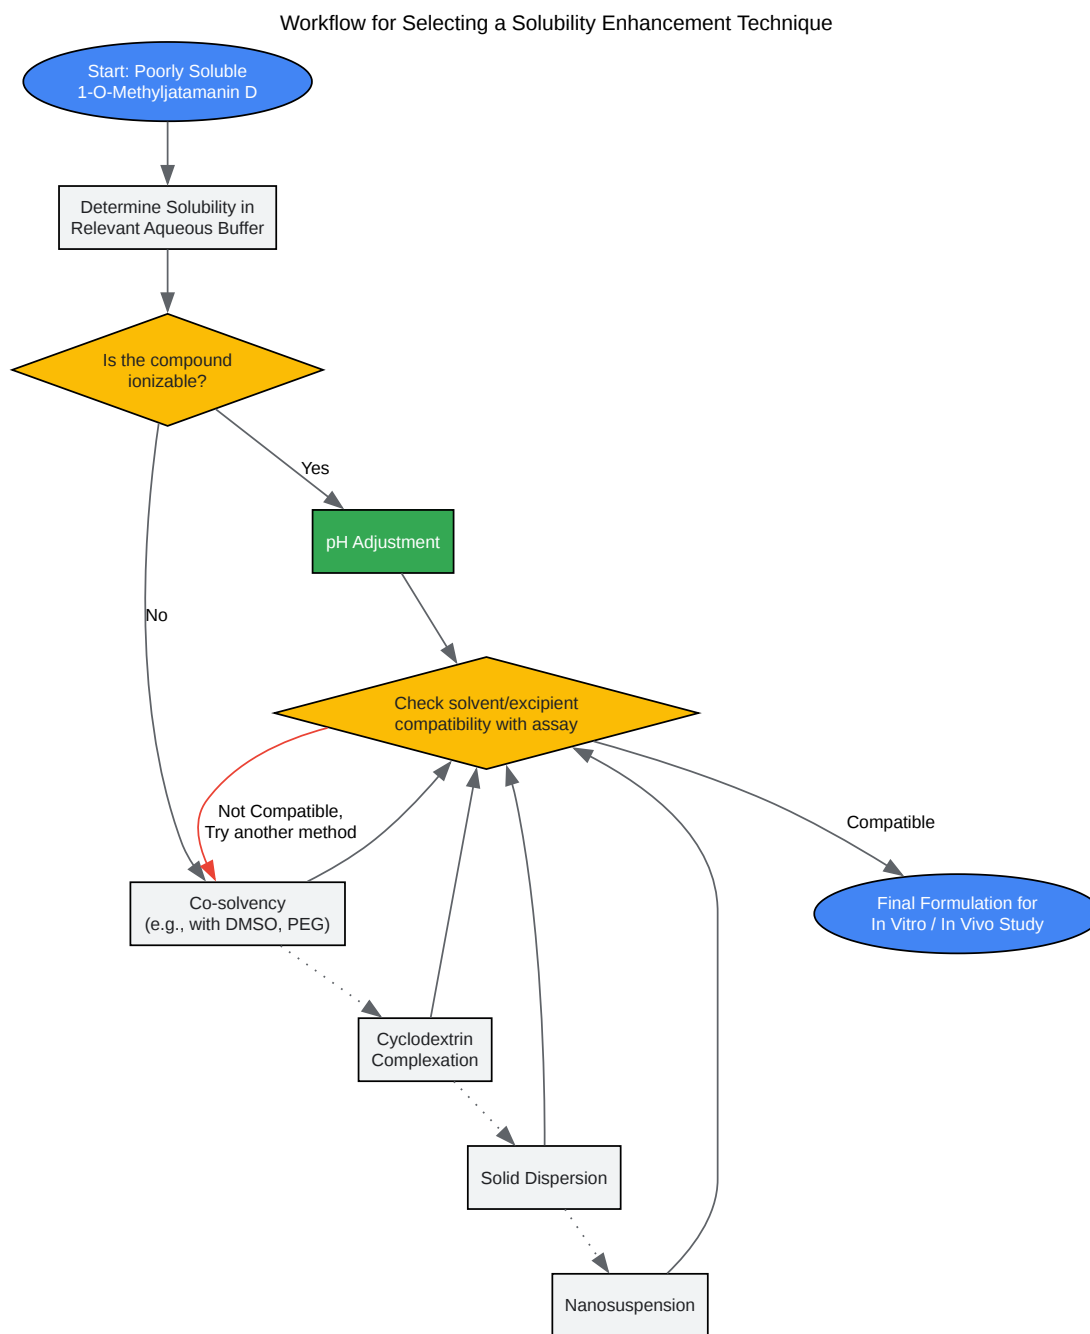 Workflow for Selecting a Solubility Enhancement Technique
Start: Poorly Soluble
1-O-Methyljatamanin D
Determine Solubility in
Relevant Aqueous Buffer
Is the compound
ionizable?
Yes
pH Adjustment
No
Check solvent/excipient
compatibility with assay
Not Compatible,
Try another method
Compatible
Co-solvency
(e.g., with DMSO, PEG)
Final Formulation for
In Vitro / In Vivo Study
Cyclodextrin
Complexation
Solid Dispersion
Nanosuspension